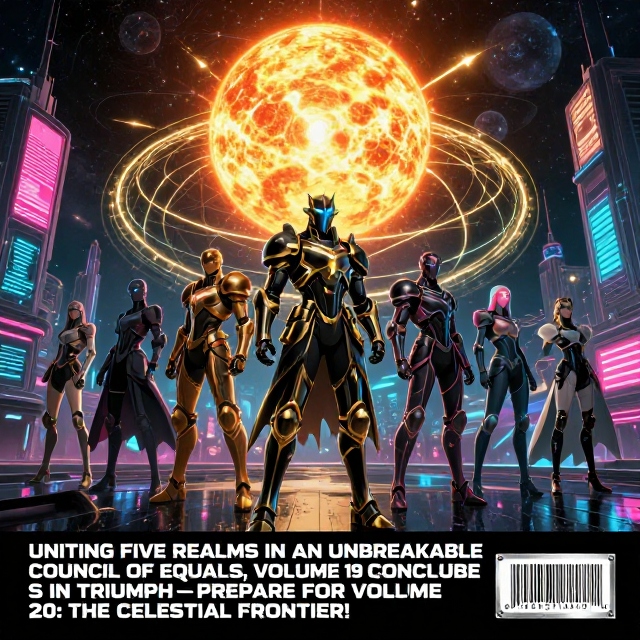 UNITING FIVE REALMS IN AN UNBREAKABLE
COUNCIL OF EQUALS, VOLUME 19 CONCLUBE
S IN TRIUMPH — PREPARE FOR VOLUME
20: THE CELESTIAL FRONTIER!